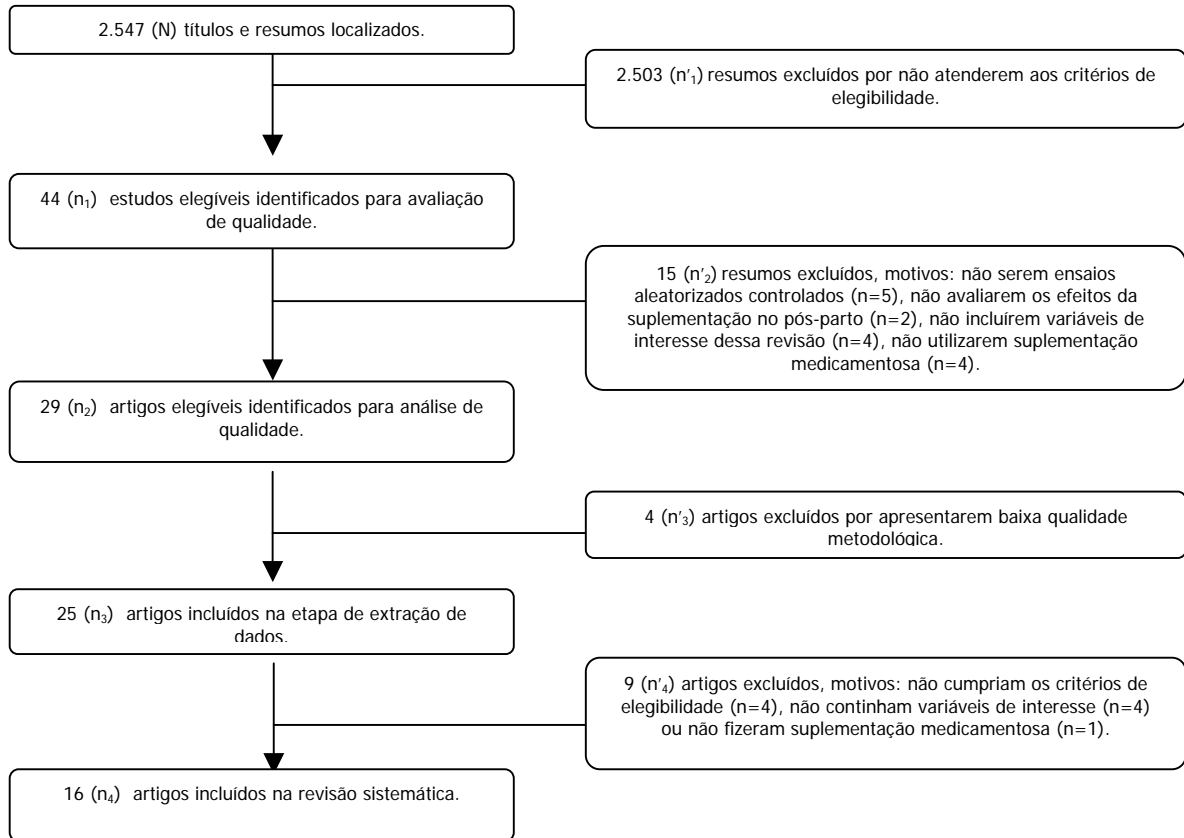 2.547 (N) títulos e resumos localizados.
2.503 (n'₁) resumos excluídos por não atenderem aos critérios de
elegibilidade.
44 (n₁) estudos elegíveis identificados para avaliação
de qualidade.
15 (n'₂) resumos excluídos, motivos: não serem ensaios
aleatorizados controlados (n=5), não avaliarem os efeitos da
suplementação no pós-parto (n=2), não incluírem variáveis de
interesse dessa revisão (n=4), não utilizarem suplementação
medicamentosa (n=4).
29 (n₂) artigos elegíveis identificados para análise de
qualidade.
4 (n'₃) artigos excluídos por apresentarem baixa qualidade
metodológica.
25 (n₃) artigos incluídos na etapa de extração de
dados.
9 (n'₄) artigos excluídos, motivos: não cumpriam os critérios de
elegibilidade (n=4), não continham variáveis de interesse (n=4)
ou não fizeram suplementação medicamentosa (n=1).
16 (n₄) artigos incluídos na revisão sistemática.